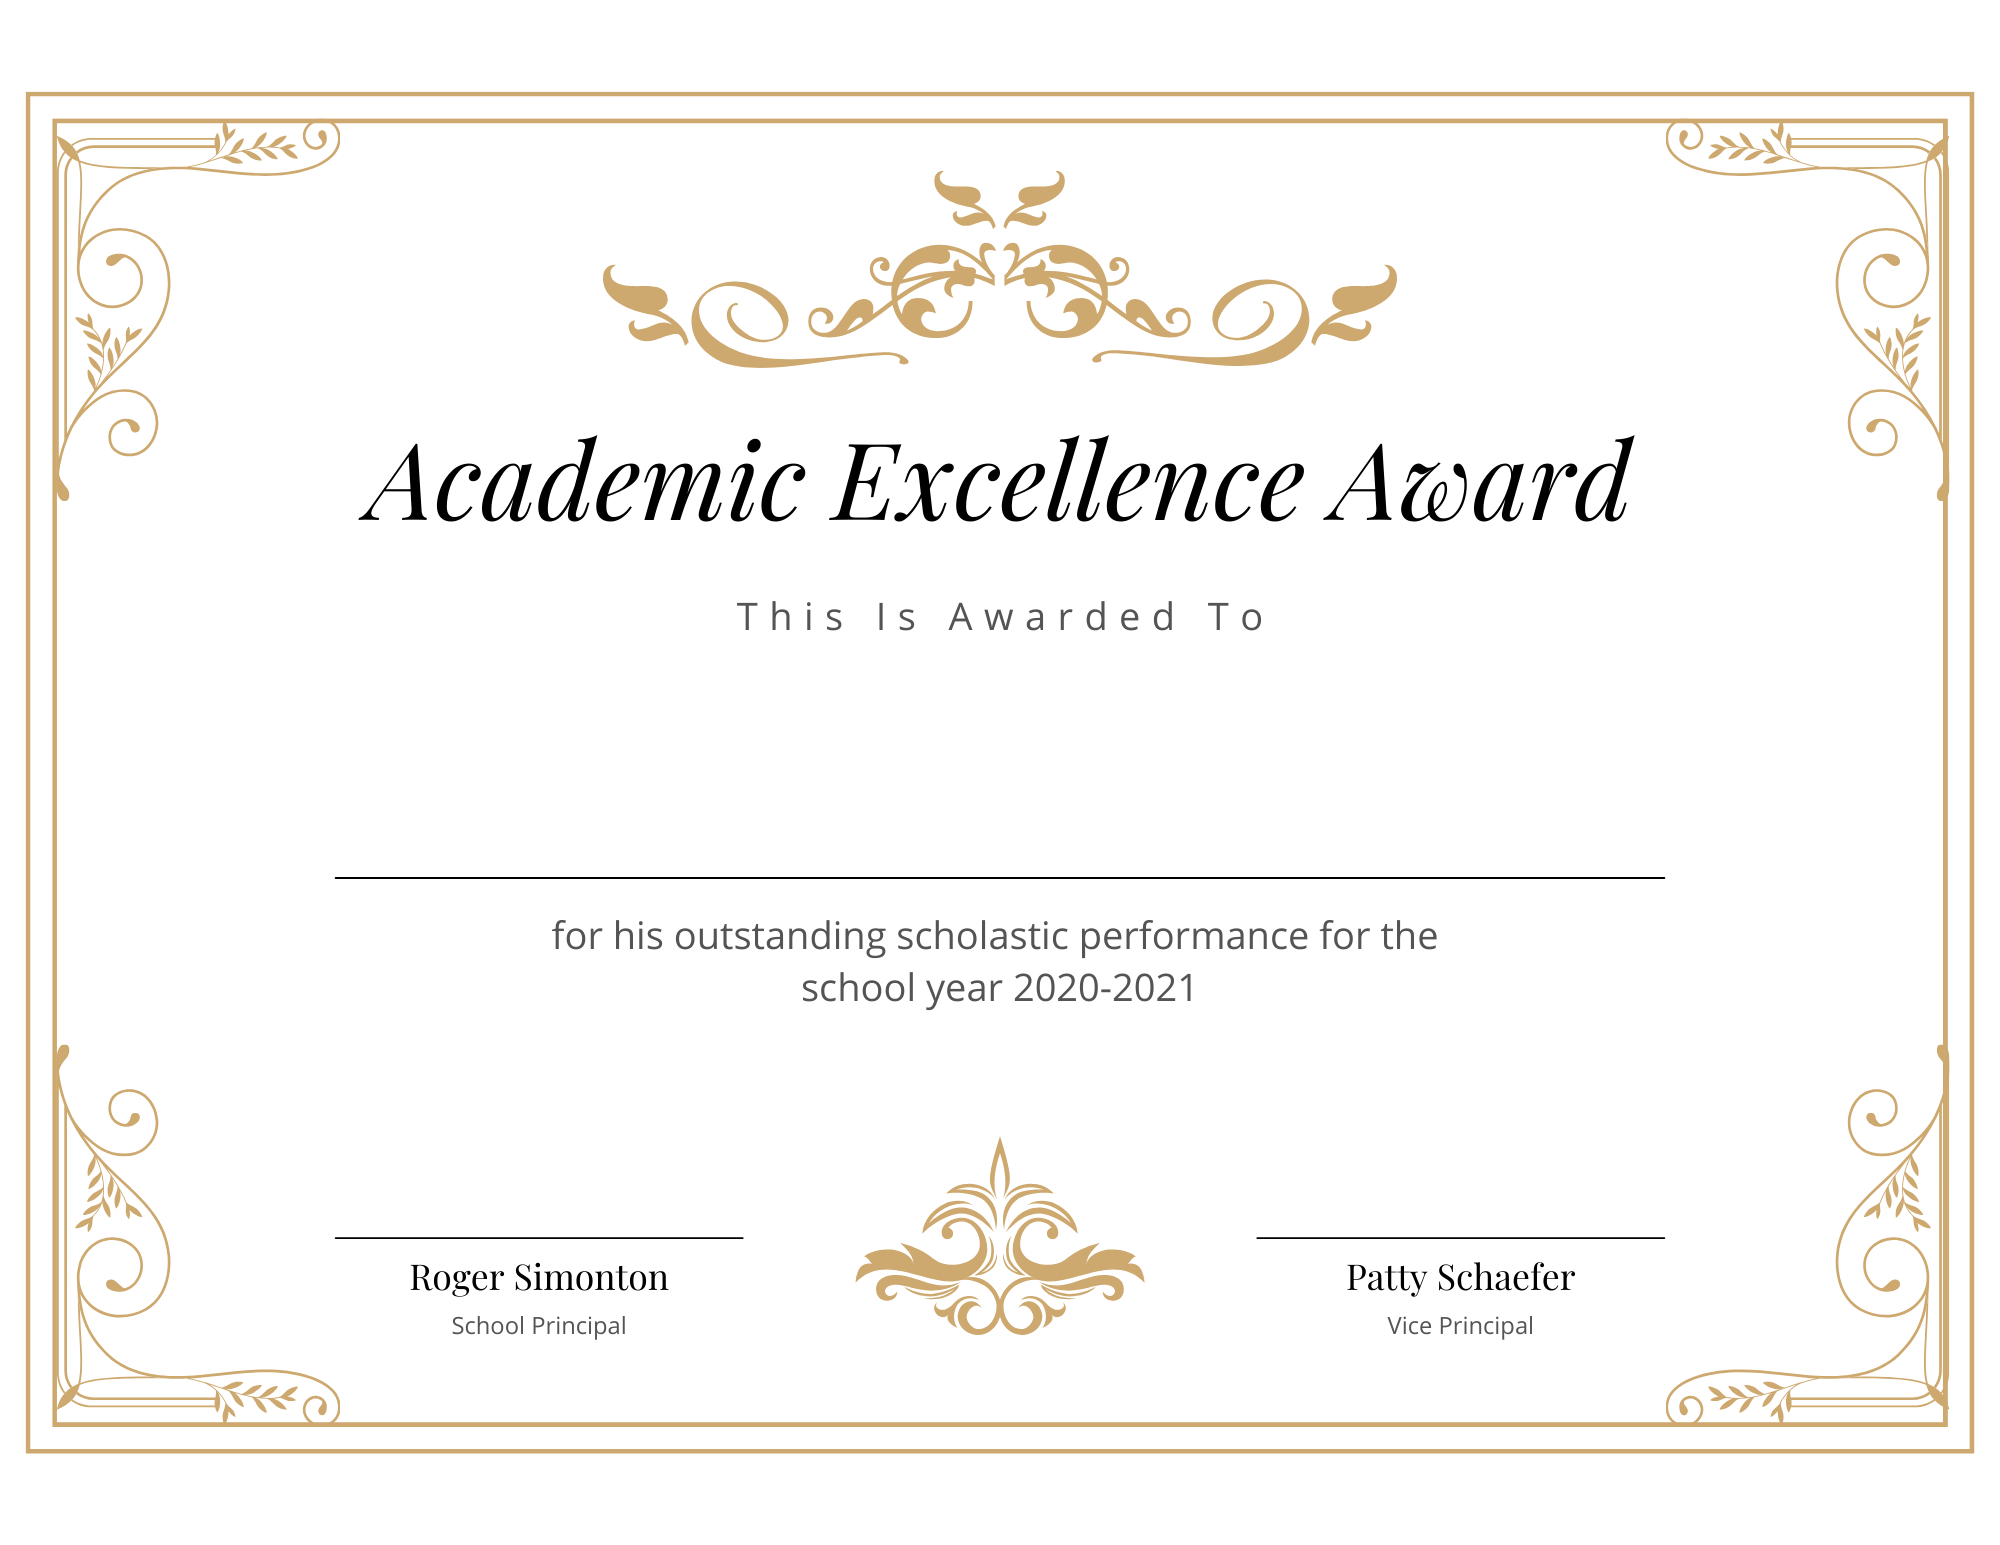 Academic Excellence Award
This Is Awarded To
for his outstanding scholastic performance for the
school year 2020-2021
Roger Simonton
School Principal
Patty Schaefer
Vice Principal